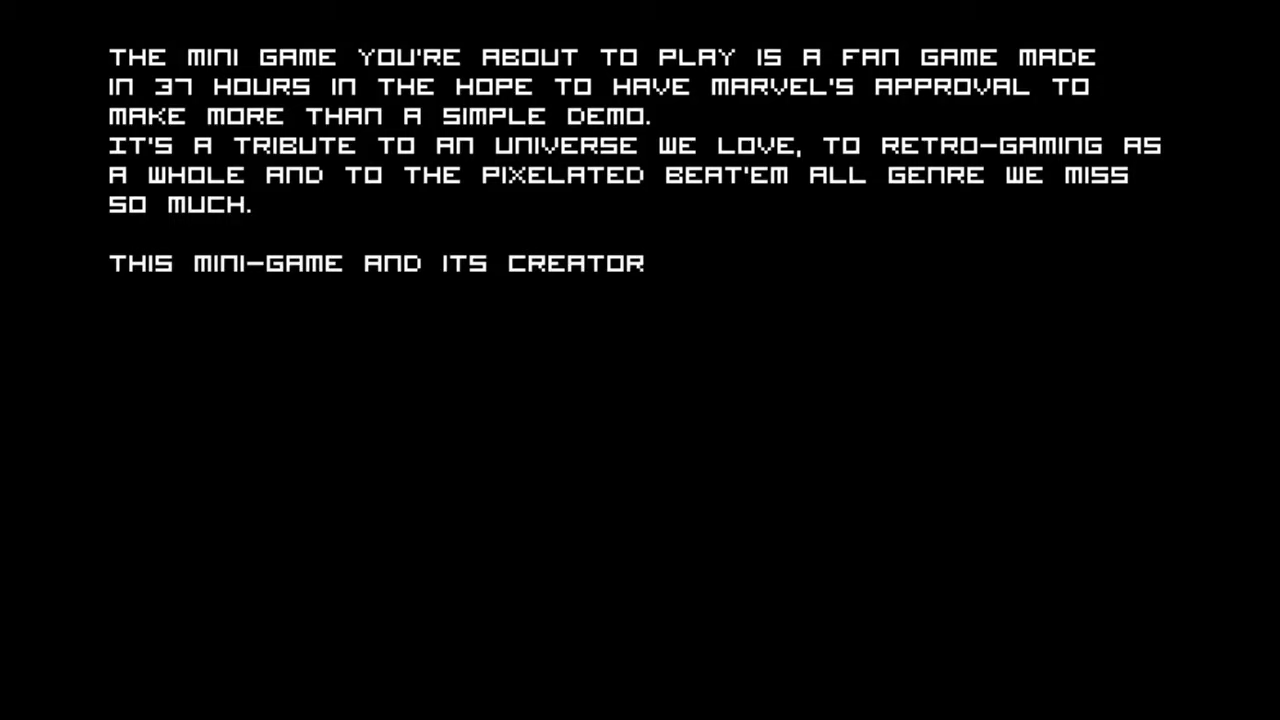 THE MINI GAME YOU'RE ABOUT TO PLAY IS A FAN GAME MADE
IN 37 HOURS IN THE HOPE TO HAVE MARVEL'S APPROVAL TO
MAKE MORE THAN A SIMPLE DEMO.
IT'S A TRIBUTE TO AN UNIVERSE WE LOVE, TO RETRO-GAMING AS
A WHOLE AND TO THE PIXELATED BEAT'EM ALL GENRE WE MISS
SO MUCH.
THIS MINI-GAME AND ITS CREATOR